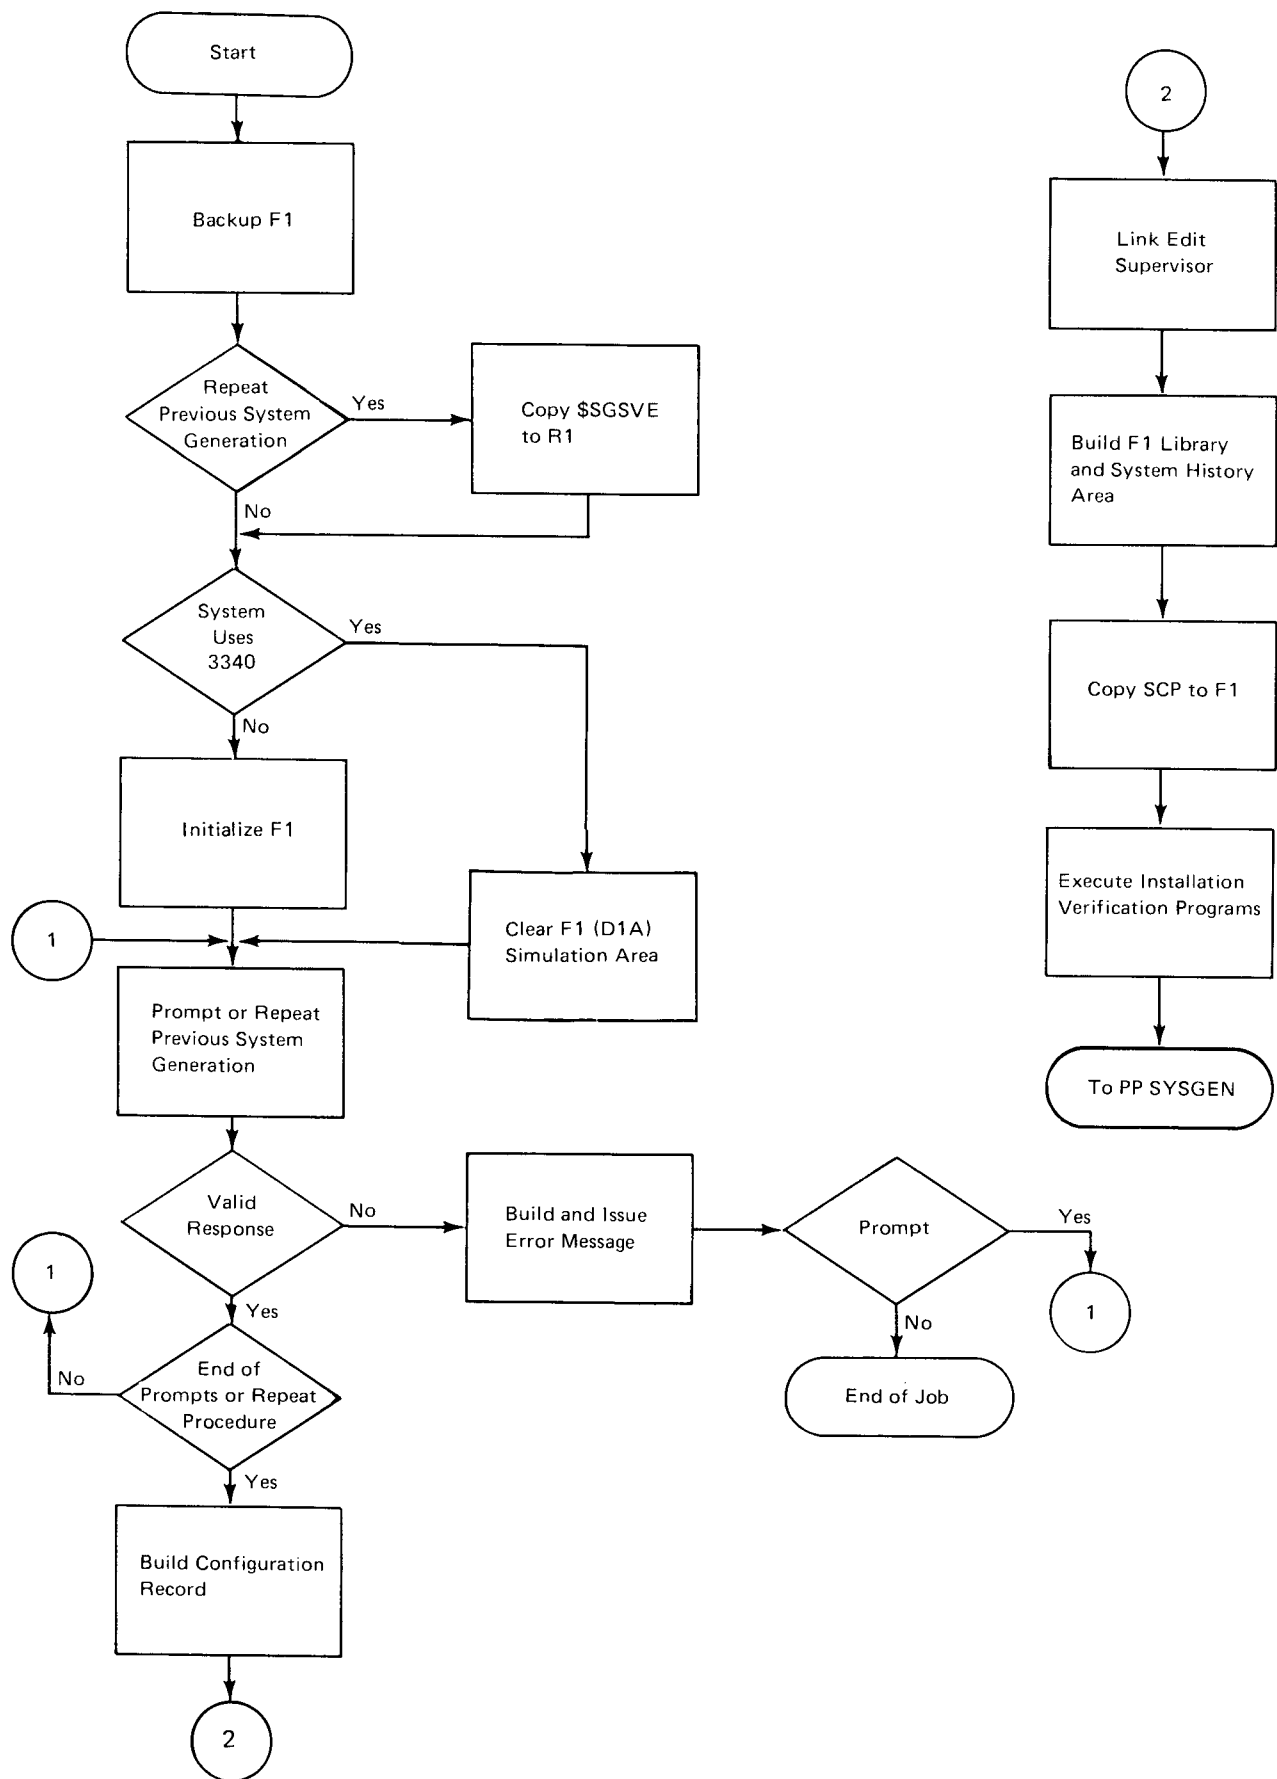 Start
Backup F1
Repeat
Previous System
Generation
Yes
Copy $SGSVE
to R1
No
System
Uses
3340
Yes
No
Initialize F1
1
Clear F1 (D1A)
Simulation Area
Prompt or Repeat
Previous System
Generation
Valid
Response
No
Build and Issue
Error Message
Prompt
Yes
1
No
End of Job
Yes
1
No
End of
Prompts or Repeat
Procedure
Yes
Build Configuration
Record
2
2
Link Edit
Supervisor
Build F1 Library
and System History
Area
Copy SCP to F1
Execute Installation
Verification Programs
To PP SYSGEN